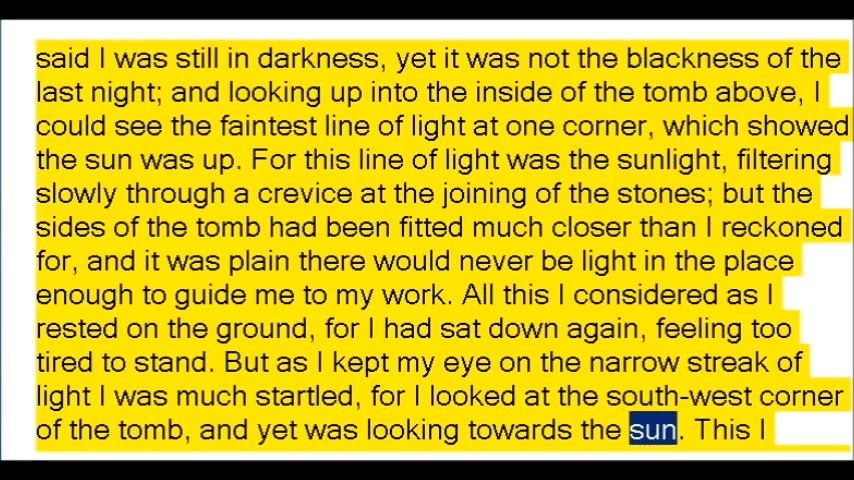 said I was still in darkness, yet it was not the blackness of the
last night; and looking up into the inside of the tomb above, I
could see the faintest line of light at one corner, which showed
the sun was up. For this line of light was the sunlight, filtering
slowly through a crevice at the joining of the stones; but the
sides of the tomb had been fitted much closer than I reckoned
for, and it was plain there would never be light in the place
enough to guide me to my work. All this I considered as I
rested on the ground, for I had sat down again, feeling too
tired to stand. But as I kept my eye on the narrow streak of
light I was much startled, for I looked at the south-west corner
of the tomb, and yet was looking towards the sun. This I